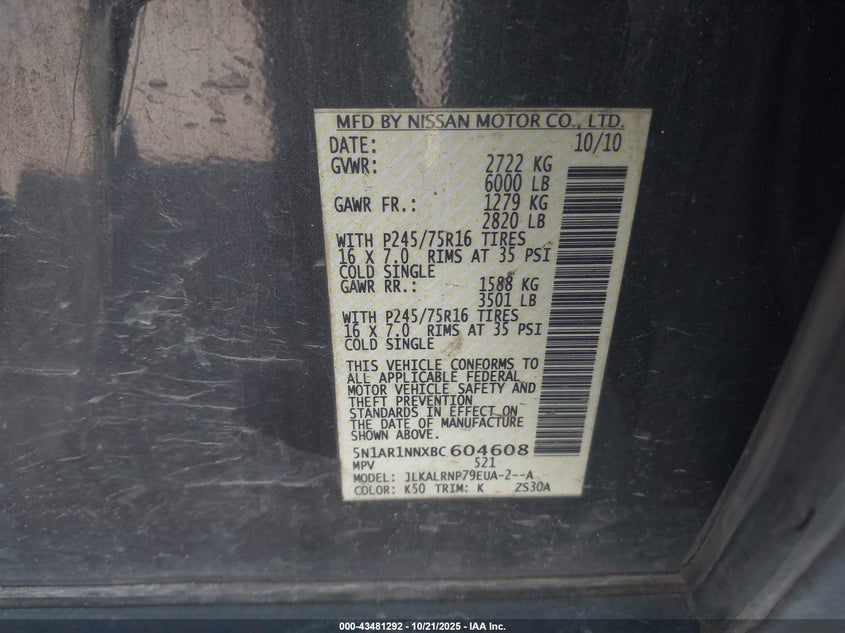 MFD BY NISSAN MOTOR CO., LTD.
DATE: 10/10
GVWR: 2722 KG
6000 LB
GAWR FR.: 1279 KG
2820 LB
WITH P245/75R16 TIRES
16 X 7.0 RIMS AT 35 PSI
COLD SINGLE
GAWR RR.: 1588 KG
3501 LB
WITH P245/75R16 TIRES
16 X 7.0 RIMS AT 35 PSI
COLD SINGLE
THIS VEHICLE CONFORMS TO
ALL APPLICABLE FEDERAL
MOTOR VEHICLE SAFETY AND
THEFT PREVENTION
STANDARDS IN EFFECT ON
THE DATE OF MANUFACTURE
SHOWN ABOVE.
5N1AR1NNXBC604608
MPV 521
MODEL: JLKALRNP79EUA-2--A
COLOR: K50 TRIM: K ZS30A
000-43481292 - 10/21/2025 - IAA Inc.